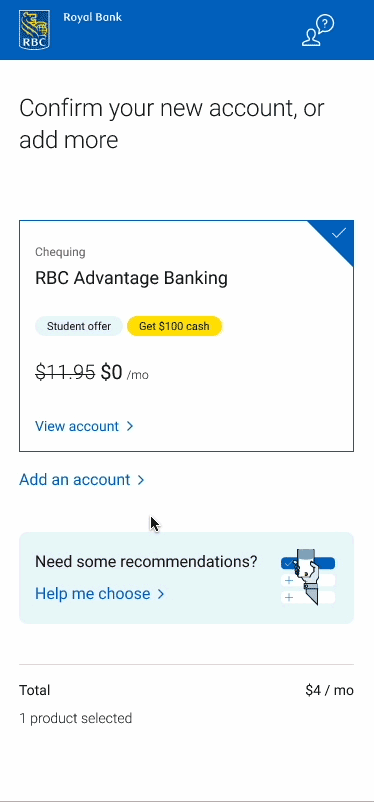 Royal Bank
RBC
Confirm your new account, or
add more
Chequing
RBC Advantage Banking
Student offer
Get $100 cash
$11.95 $0 /mo
View account
Add an account
Need some recommendations?
Help me choose
Total
$4 / mo
1 product selected